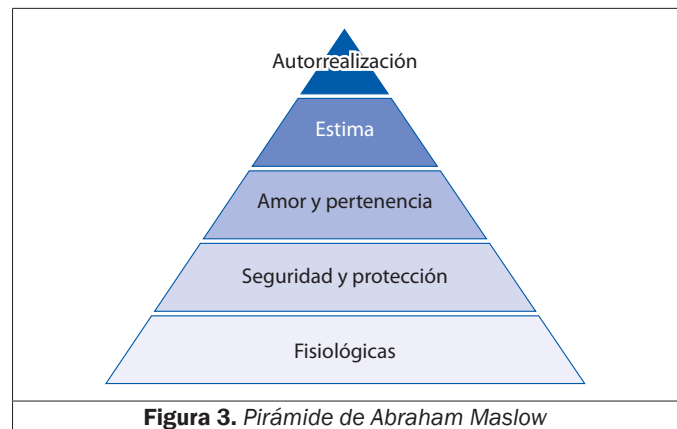 Autorrealización
Estima
Amor y pertenencia
Seguridad y protección
Fisiológicas
Figura 3. Pirámide de Abraham Maslow